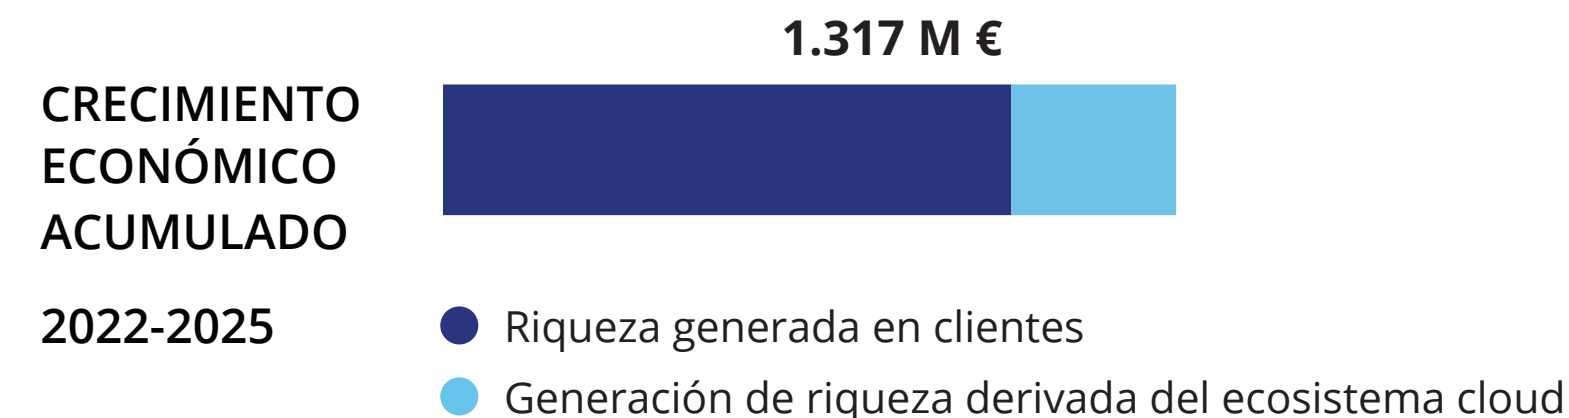 1.317 M €
CRECIMIENTO
ECONÓMICO
ACUMULADO
2022-2025
Riqueza generada en clientes
Generación de riqueza derivada del ecosistema cloud